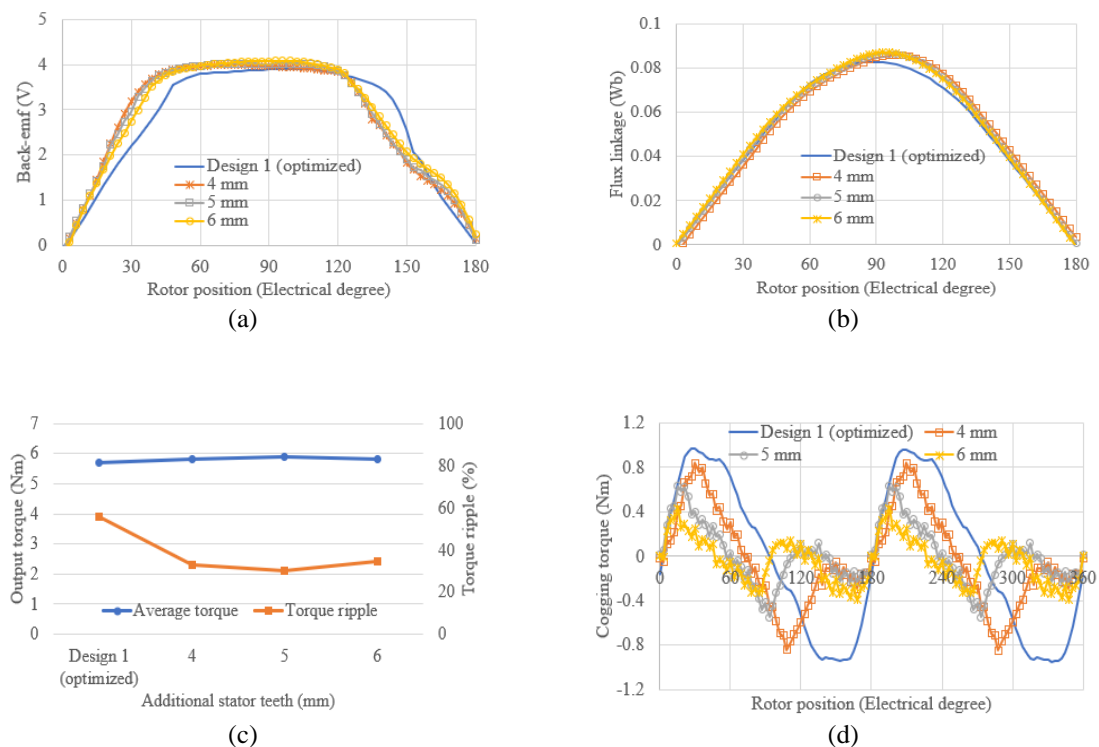 5
4
3
2
1
0
Back-emf (V)
Design 1 (optimized)
4 mm
5 mm
6 mm
0 30 60 90 120 150 180
Rotor position (Electrical degree)
(a)
0.1
0.08
0.06
0.04
0.02
0
Flux linkage (Wb)
Design 1 (optimized)
4 mm
5 mm
6 mm
0 30 60 90 120 150 180
Rotor position (Electrical degree)
(b)
7
6
5
4
3
2
1
0
Output torque (Nm)
100
80
60
40
20
0
Torque ripple (%)
Average torque Torque ripple
Design 1 4 5 6
(optimized)
Additional stator teeth (mm)
(c)
1.2
0.8
0.4
0
-0.4
-0.8
-1.2
Cogging torque (Nm)
Design 1 (optimized) 4 mm
5 mm 6 mm
0 60 120 180 240 300 360
Rotor position (Electrical degree)
(d)